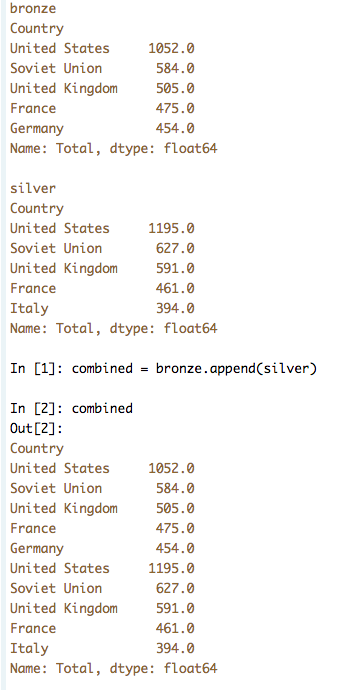 bronze
Country
United States     1052.0
Soviet Union       584.0
United Kingdom     505.0
France             475.0
Germany            454.0
Name: Total, dtype: float64

silver
Country
United States     1195.0
Soviet Union       627.0
United Kingdom     591.0
France             461.0
Italy              394.0
Name: Total, dtype: float64

In [1]: combined = bronze.append(silver)

In [2]: combined
Out[2]:
Country
United States     1052.0
Soviet Union       584.0
United Kingdom     505.0
France             475.0
Germany            454.0
United States     1195.0
Soviet Union       627.0
United Kingdom     591.0
France             461.0
Italy              394.0
Name: Total, dtype: float64